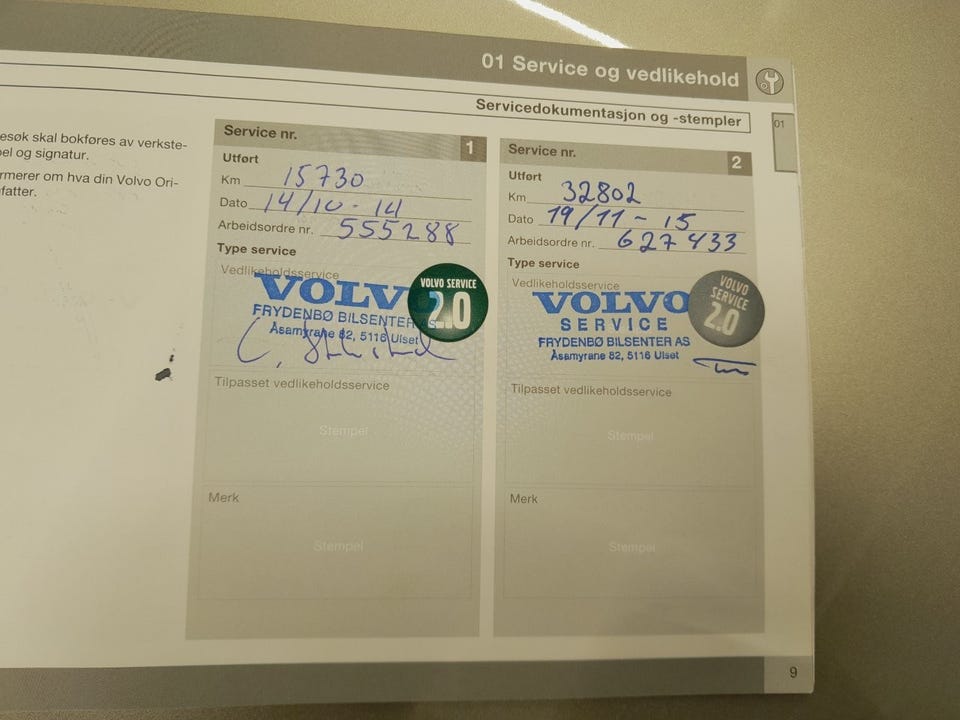 01 Service og vedlikehold
Servicedokumentasjon og -stempler
01
esøk skal bokføres av verkste-
el og signatur.
rmerer om hva din Volvo Ori-
fatter.
Service nr. 1
Utført
Km 15730
Dato 14/10 - 14
Arbeidsordre nr. 555288
Type service
Vedlikeholdsservice
VOLVO
FRYDENBØ BILSENTER AS
Åsamyrane 82, 5116 Ulset
VOLVO SERVICE
2.0
Tilpasset vedlikeholdsservice
Stempel
Merk
Stempel
Service nr. 2
Utført
Km 32802
Dato 19/11 - 15
Arbeidsordre nr. 627433
Type service
Vedlikeholdsservice
VOLVO
SERVICE
FRYDENBØ BILSENTER AS
Åsamyrane 82, 5116 Ulset
VOLVO
SERVICE
2.0
Tilpasset vedlikeholdsservice
Stempel
Merk
Stempel
9